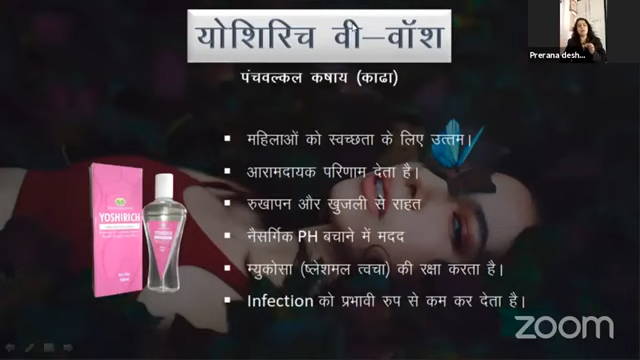 योशिरिच वी–वॉश
Prerana desh...
पंचवल्कल कषाय (काढा)
महिलाओं को स्वच्छता के लिए उत्तम।
आरामदायक परिणाम देता है।
रुखापन और खुजली से राहत
नैसर्गिक PH बचाने में मदद
म्युकोसा (प्लेशमल त्वचा) की रक्षा करता है।
Infection को प्रभावी रुप से कम कर देता है।
YOSHIRICH
zoom